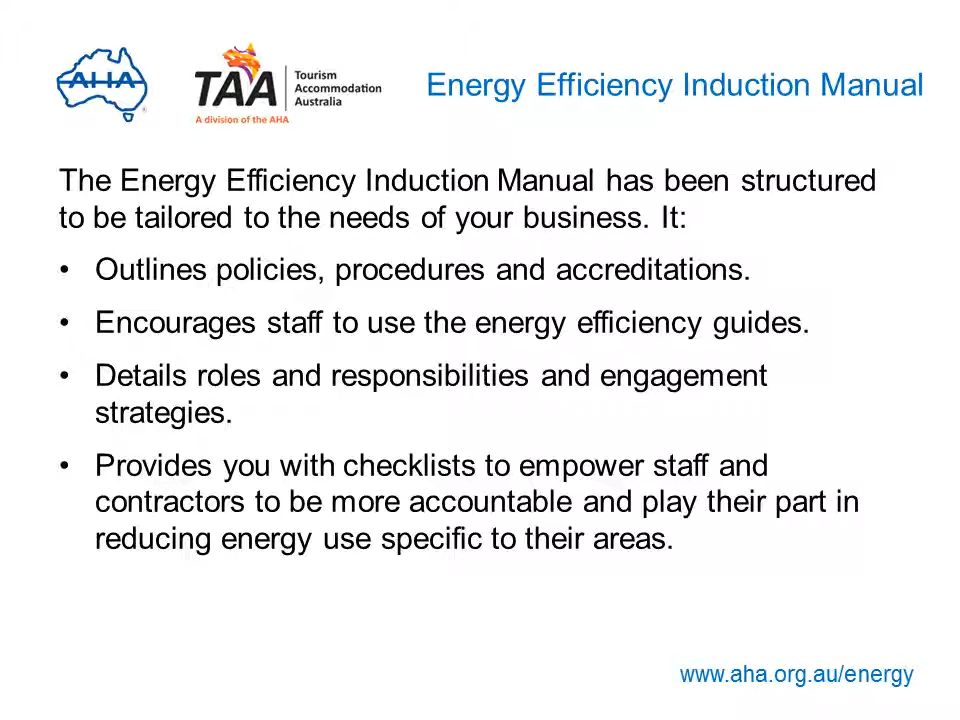 AHA
TAA
Tourism
Accommodation
Australia
A division of the AHA
Energy Efficiency Induction Manual
The Energy Efficiency Induction Manual has been structured
to be tailored to the needs of your business. It:
• Outlines policies, procedures and accreditations.
• Encourages staff to use the energy efficiency guides.
• Details roles and responsibilities and engagement
strategies.
• Provides you with checklists to empower staff and
contractors to be more accountable and play their part in
reducing energy use specific to their areas.
www.aha.org.au/energy